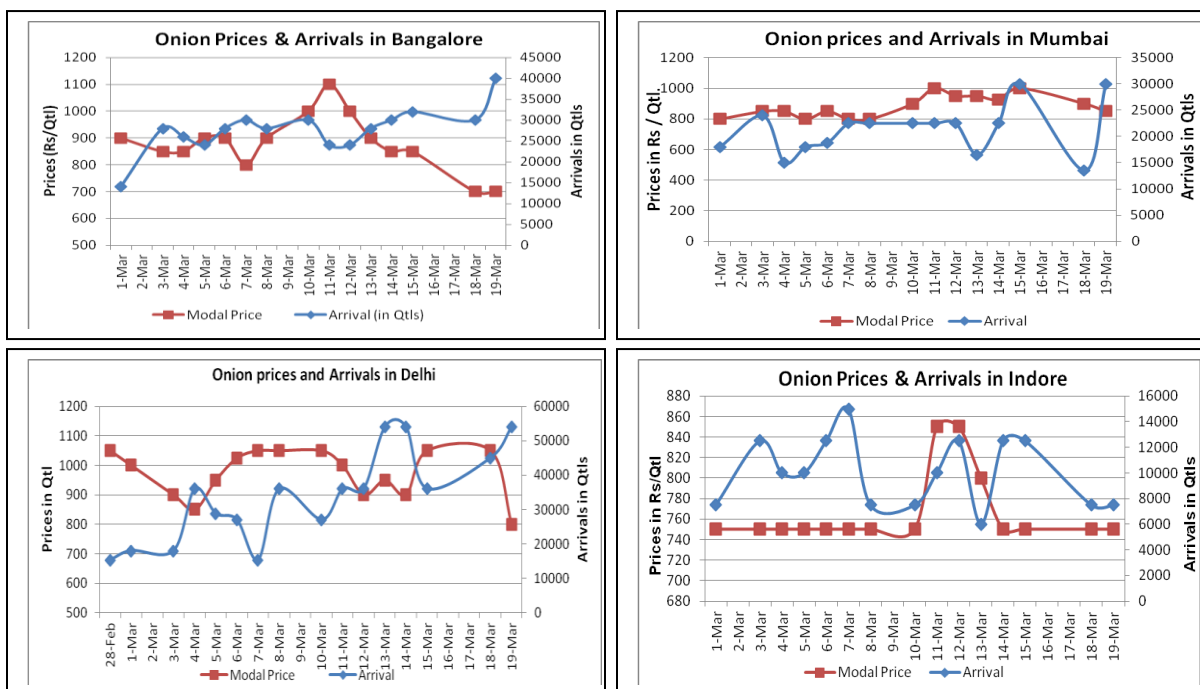 Onion Prices & Arrivals in Bangalore
Prices (Rs/Qtl)
1200
1100
1000
900
800
700
600
500
45000
40000
35000
30000
25000
20000
15000
10000
5000
0
Arrivals in Qtls
1-Mar
2-Mar
3-Mar
4-Mar
5-Mar
6-Mar
7-Mar
8-Mar
9-Mar
10-Mar
11-Mar
12-Mar
13-Mar
14-Mar
15-Mar
16-Mar
17-Mar
18-Mar
19-Mar
Modal Price Arrival (in Qtls)
Onion prices and Arrivals in Mumbai
Prices in Rs / Qtl.
1200
1000
800
600
400
200
0
35000
30000
25000
20000
15000
10000
5000
0
Arrivals in Qtls
1-Mar
2-Mar
3-Mar
4-Mar
5-Mar
6-Mar
7-Mar
8-Mar
9-Mar
10-Mar
11-Mar
12-Mar
13-Mar
14-Mar
15-Mar
16-Mar
17-Mar
18-Mar
19-Mar
Modal Price Arrival
Onion prices and Arrivals in Delhi
Prices in Qtl
1200
1100
1000
900
800
700
600
500
60000
50000
40000
30000
20000
10000
0
Arrivals in Qtls
28-Feb
1-Mar
2-Mar
3-Mar
4-Mar
5-Mar
6-Mar
7-Mar
8-Mar
9-Mar
10-Mar
11-Mar
12-Mar
13-Mar
14-Mar
15-Mar
16-Mar
17-Mar
18-Mar
19-Mar
Modal Price Arrival
Onion Prices & Arrivals in Indore
Prices in Rs/Qtl
880
860
840
820
800
780
760
740
720
700
680
16000
14000
12000
10000
8000
6000
4000
2000
0
Arrivals in Qtls
1-Mar
2-Mar
3-Mar
4-Mar
5-Mar
6-Mar
7-Mar
8-Mar
9-Mar
10-Mar
11-Mar
12-Mar
13-Mar
14-Mar
15-Mar
16-Mar
17-Mar
18-Mar
19-Mar
Modal Price Arrival